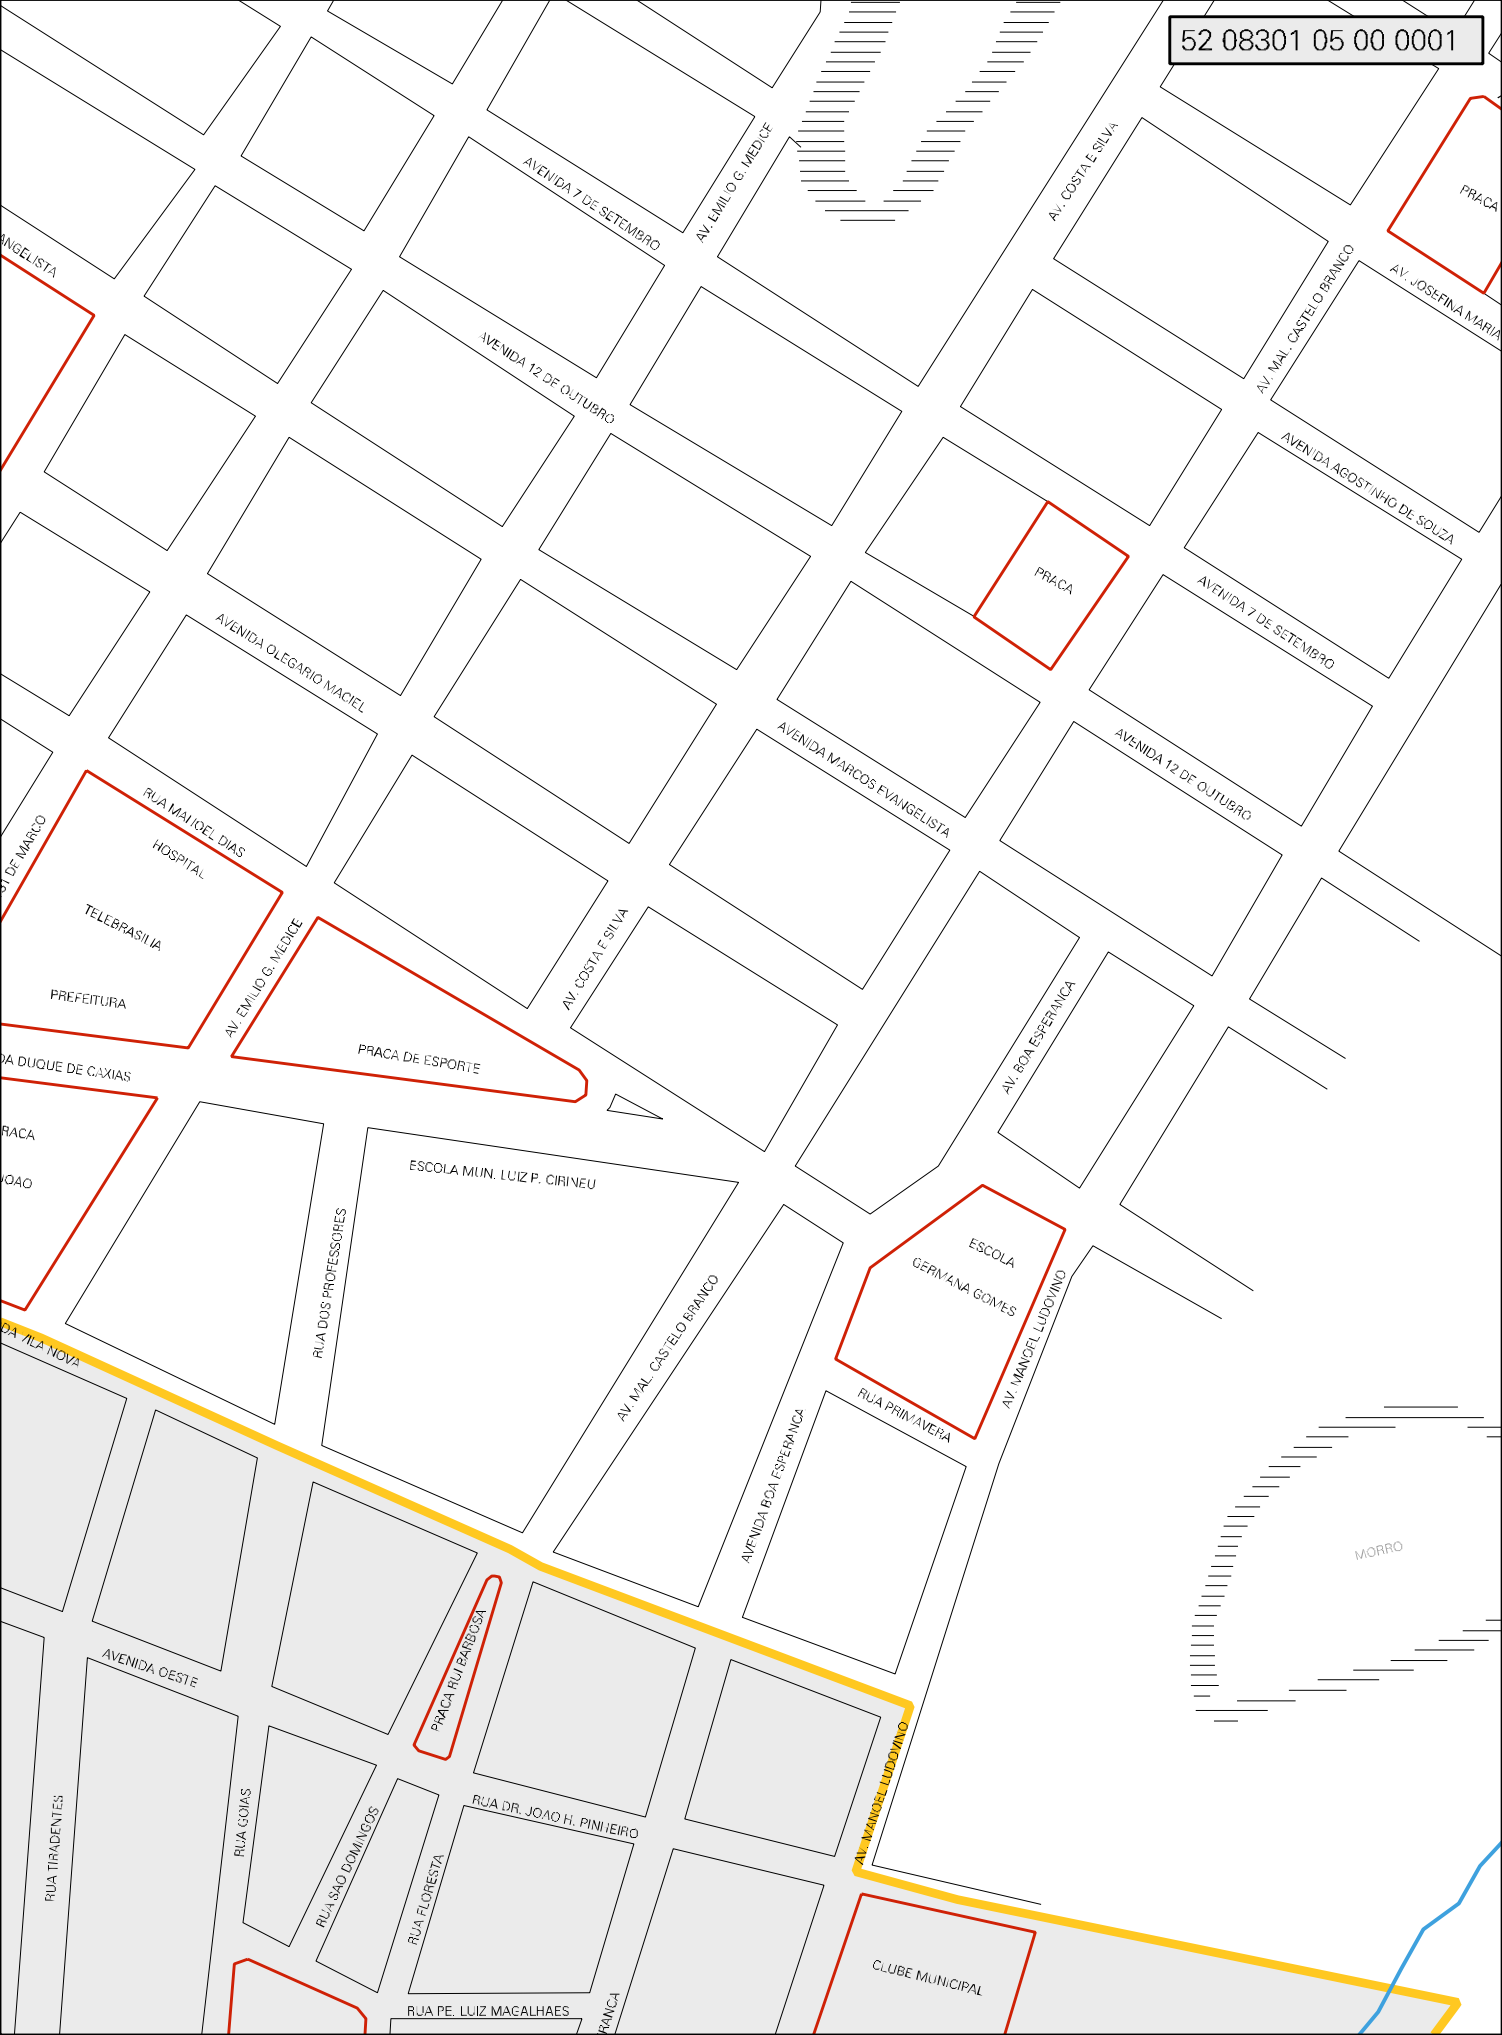 52 08301 05 00 0001
AV. EMILIO G. MEDICE
AV. COSTA E SILVA
AVENIDA 7 DE SETEMBRO
PRACA
ANGELISTA
AV. MAL. CASTELO BRANCO
AV. JOSEFINA MARIA
AVENIDA 12 DE OUTUBRO
AVENIDA AGOSTINHO DE SOUZA
PRACA
AVENIDA 7 DE SETEMBRO
AVENIDA OLEGARIO MACIEL
AVENIDA MARCOS EVANGELISTA
AVENIDA 12 DE OUTUBRO
RUA MANOEL DIAS
31 DE MARCO
HOSPITAL
TELEBRASILIA
AV. EMILIO G. MEDICE
AV. COSTA E SILVA
PREFEITURA
AV. BOA ESPERANCA
DA DUQUE DE CAXIAS
PRACA DE ESPORTE
RACA
JOAO
ESCOLA MUN. LUIZ P. CIRINEU
RUA DOS PROFESSORES
ESCOLA
GERMANA GOMES
AV. MAL. CASTELO BRANCO
AV. MANOEL LUDOVINO
DA VILA NOVA
RUA PRIMAVERA
AVENIDA BOA ESPERANCA
MORRO
PRACA RUI BARBOSA
AVENIDA OESTE
AV. MANOEL LUDOVINO
RUA TIRADENTES
RUA GOIAS
RUA SAO DOMINGOS
RUA DR. JOAO H. PINHEIRO
RUA FLORESTA
CLUBE MUNICIPAL
RUA PE. LUIZ MAGALHAES
RANCA